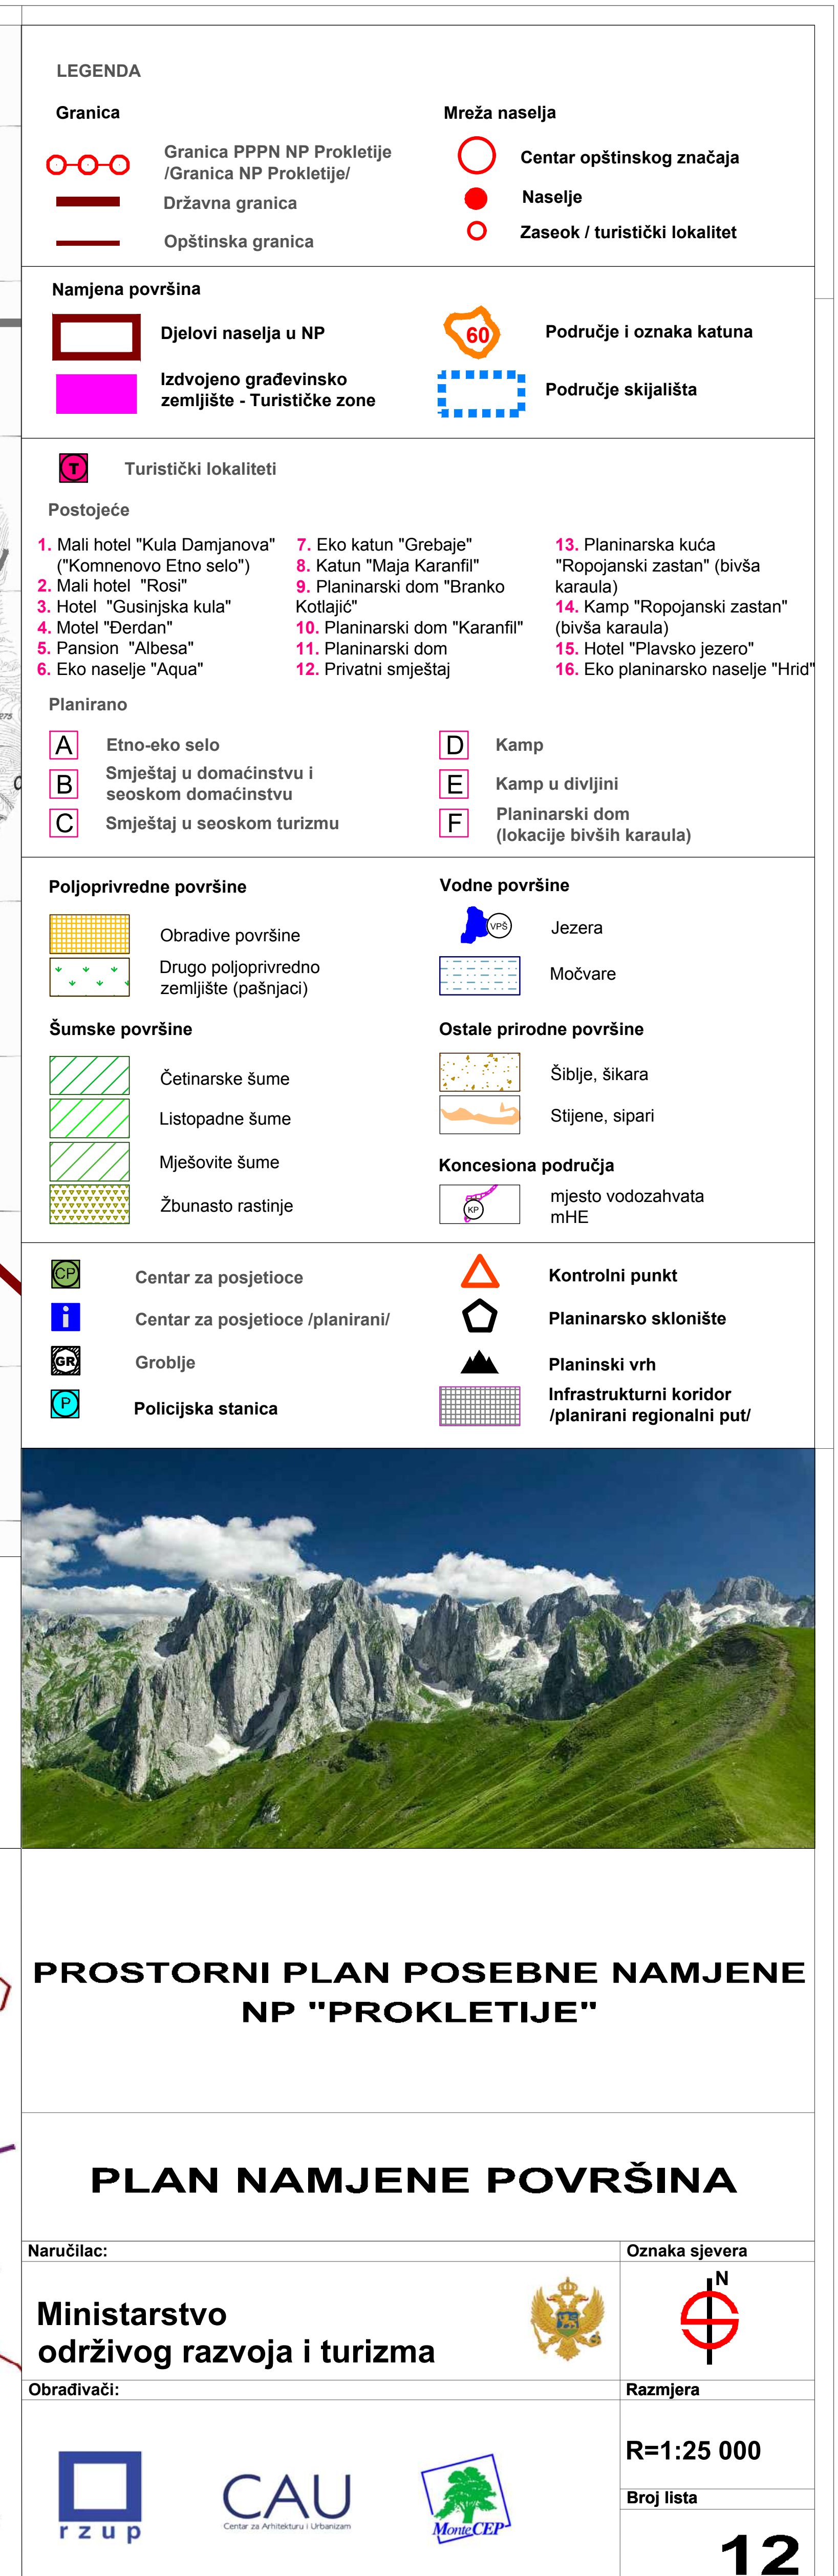 LEGENDA
Granica
Granica PPPN NP Prokletije
/Granica NP Prokletije/
Državna granica
Opštinska granica
Mreža naselja
Centar opštinskog značaja
Naselje
Zaseok / turistički lokalitet
Namjena površina
Djelovi naselja u NP
Izdvojeno građevinsko
zemljište - Turističke zone
60
Područje i oznaka katuna
Područje skijališta
T
Turistički lokaliteti
Postojeće
1. Mali hotel "Kula Damjanova"
("Komnenovo Etno selo")
2. Mali hotel "Rosi"
3. Hotel "Gusinjska kula"
4. Motel "Đerdan"
5. Pansion "Albesa"
6. Eko naselje "Aqua"
7. Eko katun "Grebaje"
8. Katun "Maja Karanfil"
9. Planinarski dom "Branko
Kotlajić"
10. Planinarski dom "Karanfil"
11. Planinarski dom
12. Privatni smještaj
13. Planinarska kuća
"Ropojanski zastan" (bivša
karaula)
14. Kamp "Ropojanski zastan"
(bivša karaula)
15. Hotel "Plavsko jezero"
16. Eko planinarsko naselje "Hrid"
Planirano
A
Etno-eko selo
B
Smještaj u domaćinstvu i
seoskom domaćinstvu
C
Smještaj u seoskom turizmu
D
Kamp
E
Kamp u divljini
F
Planinarski dom
(lokacije bivših karaula)
Poljoprivredne površine
Obradive površine
Drugo poljoprivredno
zemljište (pašnjaci)
Vodne površine
VPŠ
Jezera
Močvare
Šumske površine
Četinarske šume
Listopadne šume
Mješovite šume
Žbunasto rastinje
Ostale prirodne površine
Šiblje, šikara
Stijene, sipari
Koncesiona područja
KP
mjesto vodozahvata
mHE
CP
Centar za posjetioce
i
Centar za posjetioce /planirani/
GR
Groblje
P
Policijska stanica
Kontrolni punkt
Planinarsko sklonište
Planinski vrh
Infrastrukturni koridor
/planirani regionalni put/
PROSTORNI PLAN POSEBNE NAMJENE
NP "PROKLETIJE"
PLAN NAMJENE POVRŠINA
Naručilac:
Ministarstvo
održivog razvoja i turizma
Oznaka sjevera
N
Obrađivači:
rzup
CAU
Centar za Arhitekturu i Urbanizam
MonteCEP
Razmjera
R=1:25 000
Broj lista
12